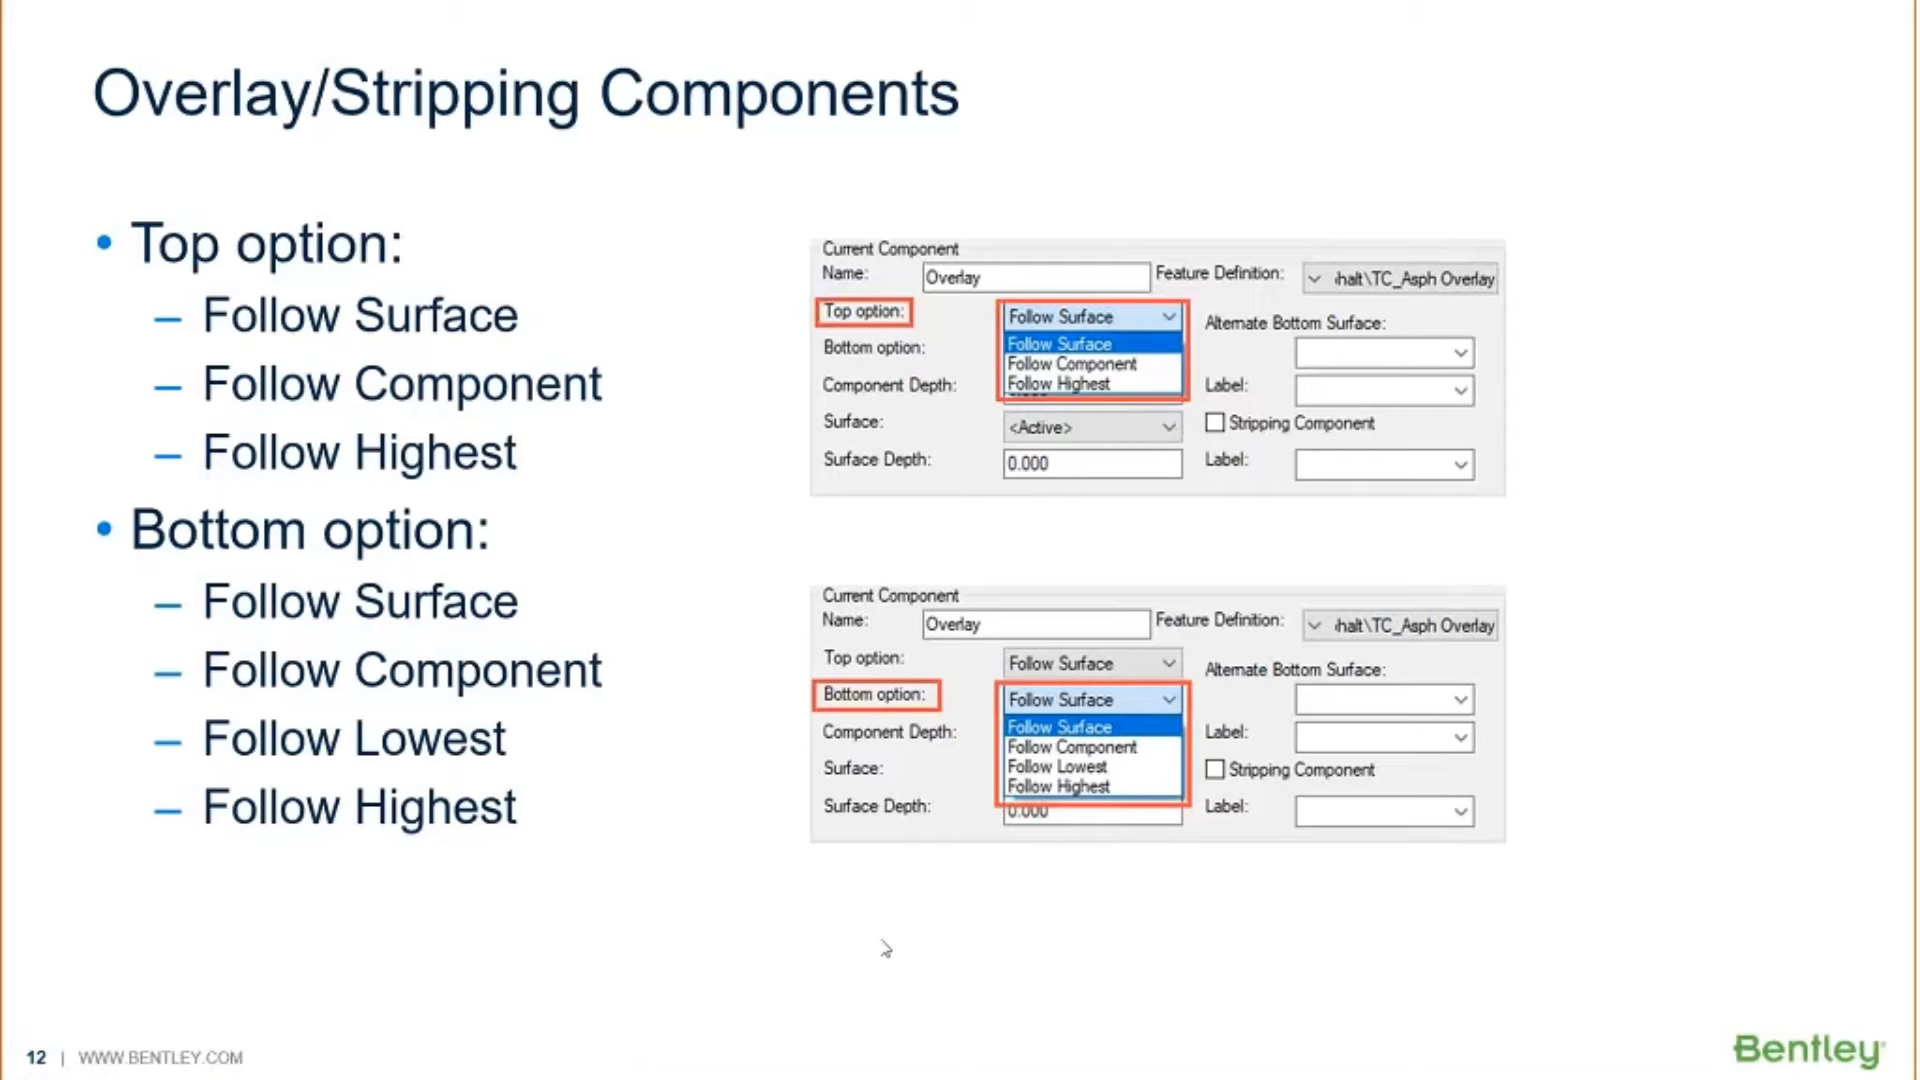 Overlay/Stripping Components
• Top option:
– Follow Surface
– Follow Component
– Follow Highest
• Bottom option:
– Follow Surface
– Follow Component
– Follow Lowest
– Follow Highest
Current Component
Name: Overlay Feature Definition: halt\TC_Asph Overlay
Top option: Follow Surface Alternate Bottom Surface:
Follow Surface
Bottom option: Follow Component
Component Depth: Follow Highest Label:
Surface: <Active> Stripping Component
Surface Depth: 0.000 Label:
Current Component
Name: Overlay Feature Definition: halt\TC_Asph Overlay
Top option: Follow Surface Alternate Bottom Surface:
Bottom option: Follow Surface
Component Depth: Follow Surface Label:
Follow Component
Surface: Follow Lowest Stripping Component
Follow Highest
Surface Depth: 0.000 Label:
12 | WWW.BENTLEY.COM
Bentley